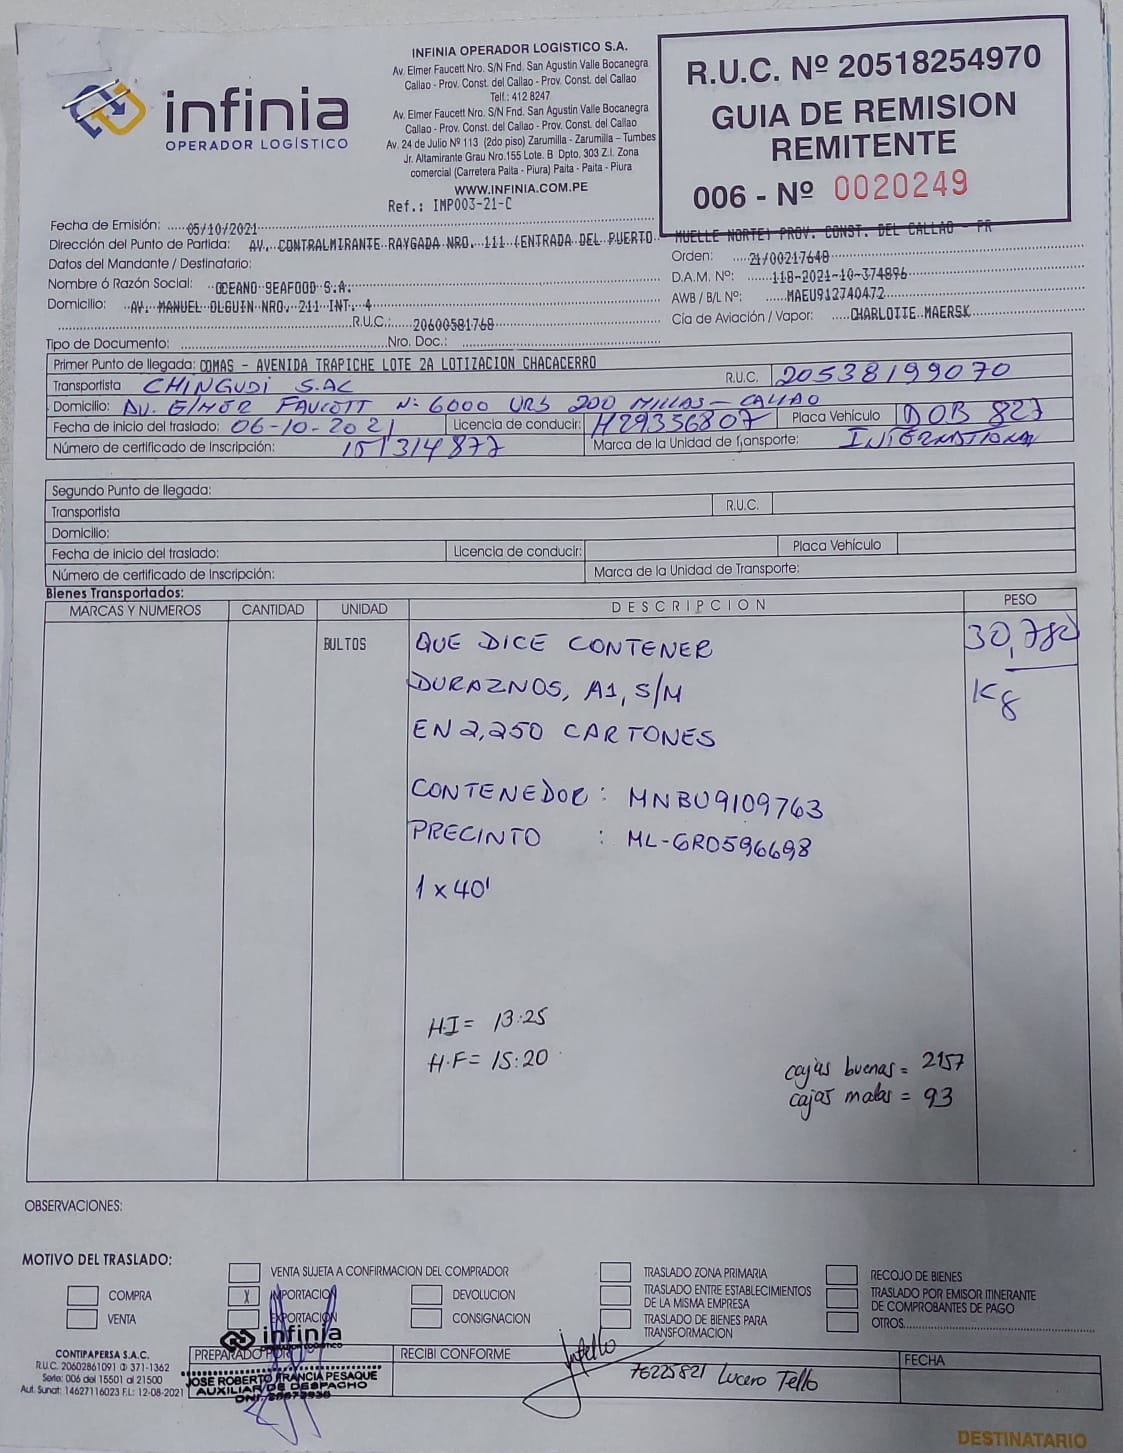 infinia
OPERADOR LOGÍSTICO
INFINIA OPERADOR LOGISTICO S.A.
Av. Elmer Faucett Nro. S/N Fnd. San Agustin Valle Bocanegra
Callao - Prov. Const. del Callao - Prov. Const. del Callao
Telf.: 412 8247
Av. Elmer Faucett Nro. S/N Fnd. San Agustin Valle Bocanegra
Callao - Prov. Const. del Callao - Prov. Const. del Callao
Av. 24 de Julio Nº 113 (2do piso) Zarumilla - Zarumilla - Tumbes
Jr. Altamirante Grau Nro.155 Lote. B Dpto. 303 Z.I. Zona
comercial (Carretera Paita - Piura) Paita - Paita - Piura
WWW.INFINIA.COM.PE
Ref.: IMP003-21-C
R.U.C. Nº 20518254970
GUIA DE REMISION
REMITENTE
006 - Nº 0020249
Fecha de Emisión: 05/10/2021
Dirección del Punto de Partida: AV. CONTRALMIRANTE RAYGADA NRO. 111 (ENTRADA DEL PUERTO MUELLE NORTE) PROV. CONST. DEL CALLAO - PR
Datos del Mandante / Destinatario:
Nombre ó Razón Social: OCEANO SEAFOOD S.A.
Domicilio: AV. MANUEL OLGUIN NRO. 211 INT. 4
R.U.C.: 20600581768
Tipo de Documento: Nro. Doc.:
Orden: 21/00217648
D.A.M. Nº: 118-2021-10-374896
AWB / B/L Nº: MAEU912740472
Cía de Aviación / Vapor: CHARLOTTE MAERSK
Primer Punto de llegada: COMAS - AVENIDA TRAPICHE LOTE 2A LOTIZACION CHACACERRO
Transportista CHINGUDI S.AC R.U.C. 20538199070
Domicilio: AV. ELMER FAUCETT Nº 6000 URB 200 MILLAS - CALLAO
Fecha de inicio del traslado: 06-10-2021 Licencia de conducir: H29356807 Placa Vehículo DOB 827
Número de certificado de Inscripción: 151314877 Marca de la Unidad de Transporte: INTERNATIONAL
Segundo Punto de llegada:
Transportista R.U.C.
Domicilio:
Fecha de inicio del traslado: Licencia de conducir: Placa Vehículo
Número de certificado de Inscripción: Marca de la Unidad de Transporte:
Bienes Transportados:
MARCAS Y NUMEROS CANTIDAD UNIDAD DESCRIPCION PESO
BULTOS QUE DICE CONTENER 30,780
DURAZNOS, A1, S/M Kg
EN 2,250 CARTONES
CONTENEDOR : MNBU9109763
PRECINTO : ML-GR0596698
1 x 40'
H.I = 13:25
H.F = 15:20
cajas buenas = 2157
cajas malas = 93
OBSERVACIONES:
MOTIVO DEL TRASLADO:
COMPRA
VENTA
VENTA SUJETA A CONFIRMACION DEL COMPRADOR
X IMPORTACION
EXPORTACION
DEVOLUCION
CONSIGNACION
TRASLADO ZONA PRIMARIA
TRASLADO ENTRE ESTABLECIMIENTOS
DE LA MISMA EMPRESA
TRASLADO DE BIENES PARA
TRANSFORMACION
RECOJO DE BIENES
TRASLADO POR EMISOR ITINERANTE
DE COMPROBANTES DE PAGO
OTROS
CONTIPAPERSA S.A.C.
R.U.C. 20602861091 ✆ 371-1362
Serie: 006 del 15501 al 21500
Aut. Sunat: 14627116023 F.I.: 12-08-2021
PREPARADO POR
infinia
JOSE ROBERTO FRANCIA PESAQUE
AUXILIAR DE DESPACHO
RECIBI CONFORME
76225821 Lucero Tello
FECHA
DESTINATARIO